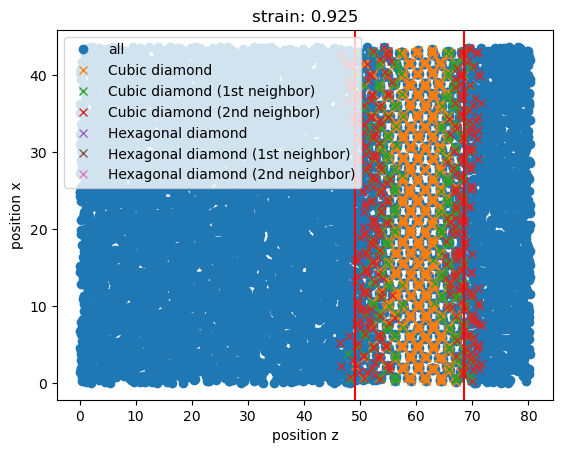 strain: 0.925
all
Cubic diamond
Cubic diamond (1st neighbor)
Cubic diamond (2nd neighbor)
Hexagonal diamond
Hexagonal diamond (1st neighbor)
Hexagonal diamond (2nd neighbor)
position x
40
30
20
10
0
0 10 20 30 40 50 60 70 80
position z